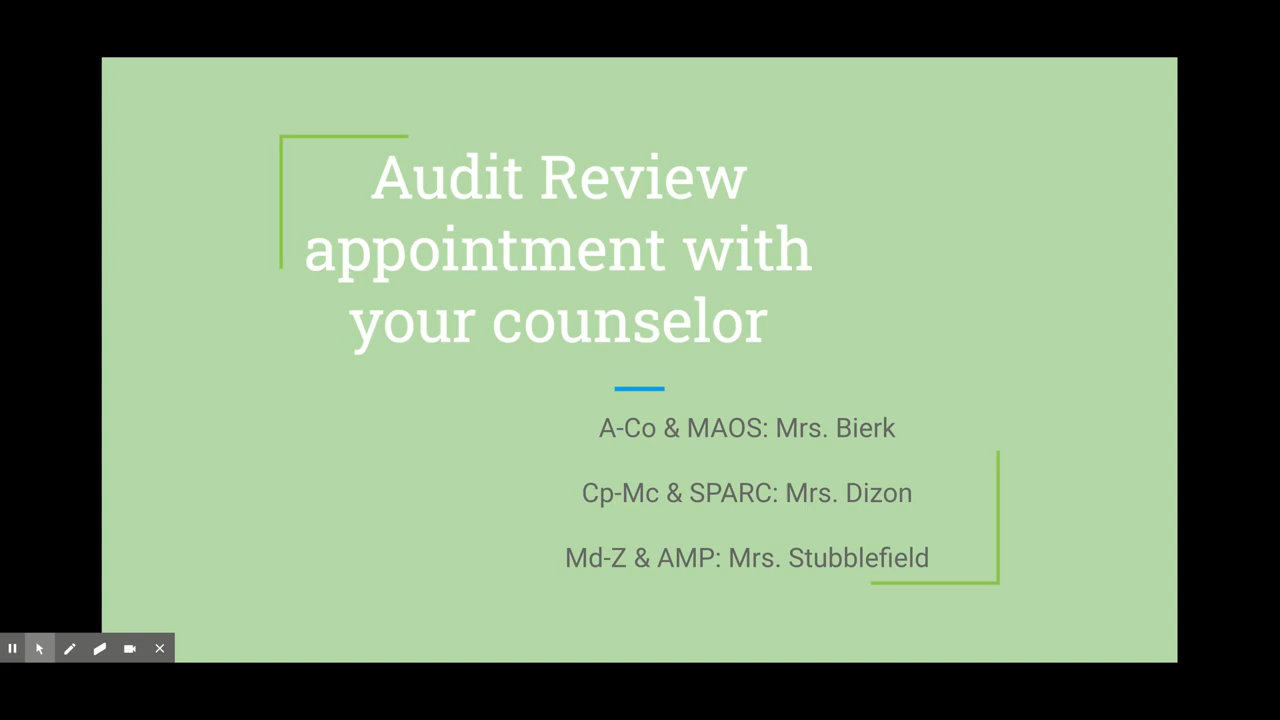 Audit Review
appointment with
your counselor
A-Co & MAOS: Mrs. Bierk
Cp-Mc & SPARC: Mrs. Dizon
Md-Z & AMP: Mrs. Stubblefield